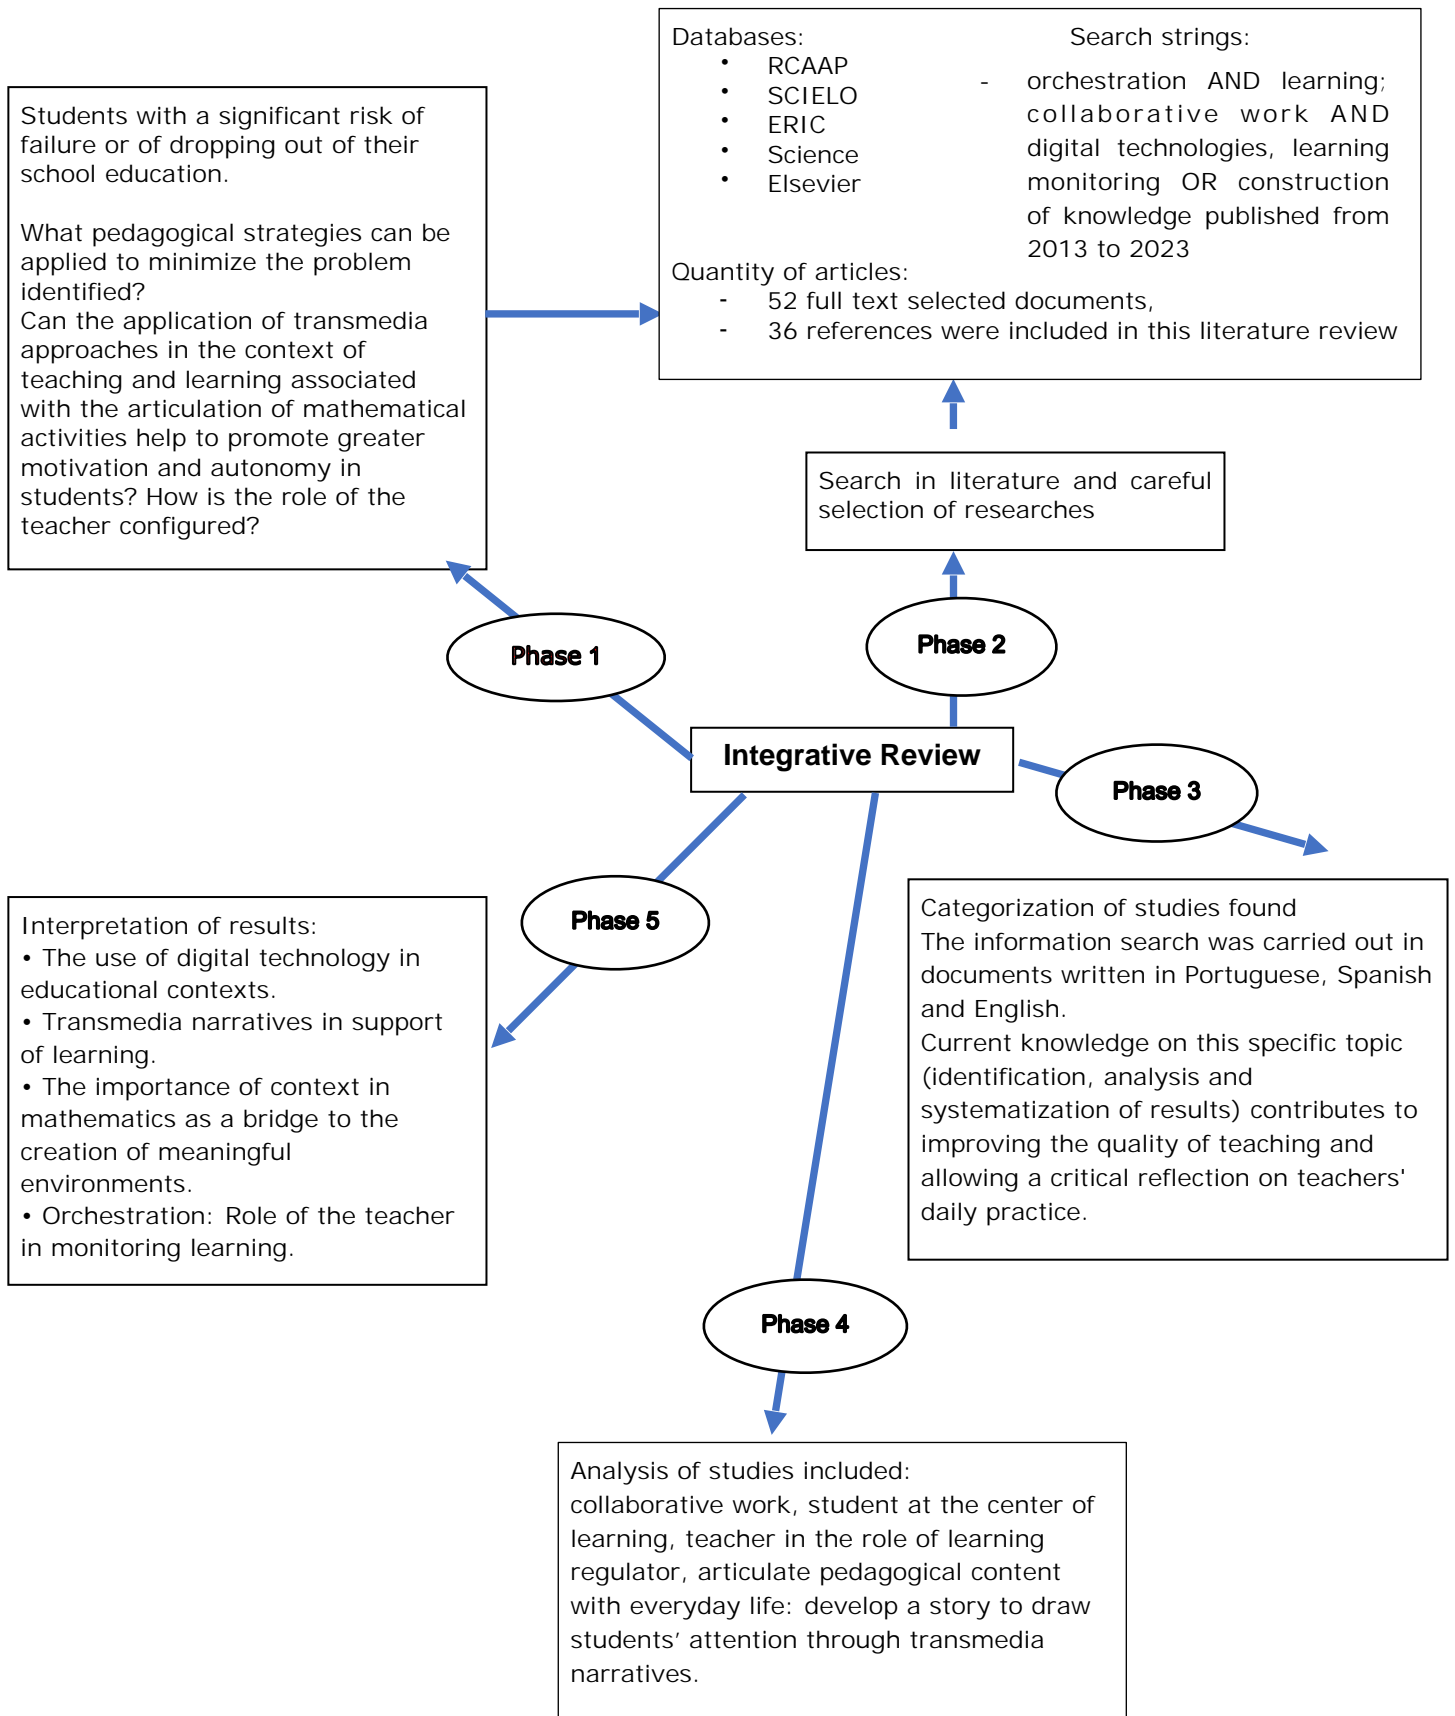 Students with a significant risk of
failure or of dropping out of their
school education.
What pedagogical strategies can be
applied to minimize the problem
identified?
Can the application of transmedia
approaches in the context of
teaching and learning associated
with the articulation of mathematical
activities help to promote greater
motivation and autonomy in
students? How is the role of the
teacher configured?
Databases:
• RCAAP
• SCIELO
• ERIC
• Science
• Elsevier
Search strings:
- orchestration AND learning;
collaborative work AND
digital technologies, learning
monitoring OR construction
of knowledge published from
2013 to 2023
Quantity of articles:
- 52 full text selected documents,
- 36 references were included in this literature review
Search in literature and careful
selection of researches
Phase 1
Phase 2
Integrative Review
Phase 3
Phase 5
Interpretation of results:
• The use of digital technology in
educational contexts.
• Transmedia narratives in support
of learning.
• The importance of context in
mathematics as a bridge to the
creation of meaningful
environments.
• Orchestration: Role of the teacher
in monitoring learning.
Categorization of studies found
The information search was carried out in
documents written in Portuguese, Spanish
and English.
Current knowledge on this specific topic
(identification, analysis and
systematization of results) contributes to
improving the quality of teaching and
allowing a critical reflection on teachers'
daily practice.
Phase 4
Analysis of studies included:
collaborative work, student at the center of
learning, teacher in the role of learning
regulator, articulate pedagogical content
with everyday life: develop a story to draw
students' attention through transmedia
narratives.